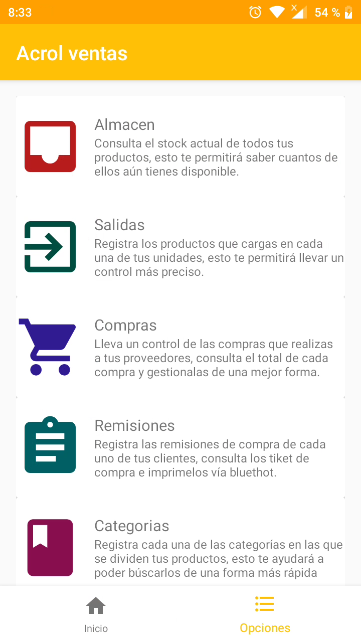 8:33
x
54 %
Acrol ventas
Almacen
Consulta el stock actual de todos tus
productos, esto te permitirá saber cuantos de
ellos aún tienes disponible.
Salidas
Registra los productos que cargas en cada
una de tus unidades, esto te permitirá llevar un
control más preciso.
Compras
Lleva un control de las compras que realizas
a tus proveedores, consulta el total de cada
compra y gestionalas de una mejor forma.
Remisiones
Registra las remisiones de compra de cada
uno de tus clientes, consulta los tiket de
compra e imprimelos vía bluethot.
Categorias
Registra cada una de las categorías en las que
se dividen tus productos, esto te ayudará a
poder búscarlos de una forma más rápida
Inicio
Opciones